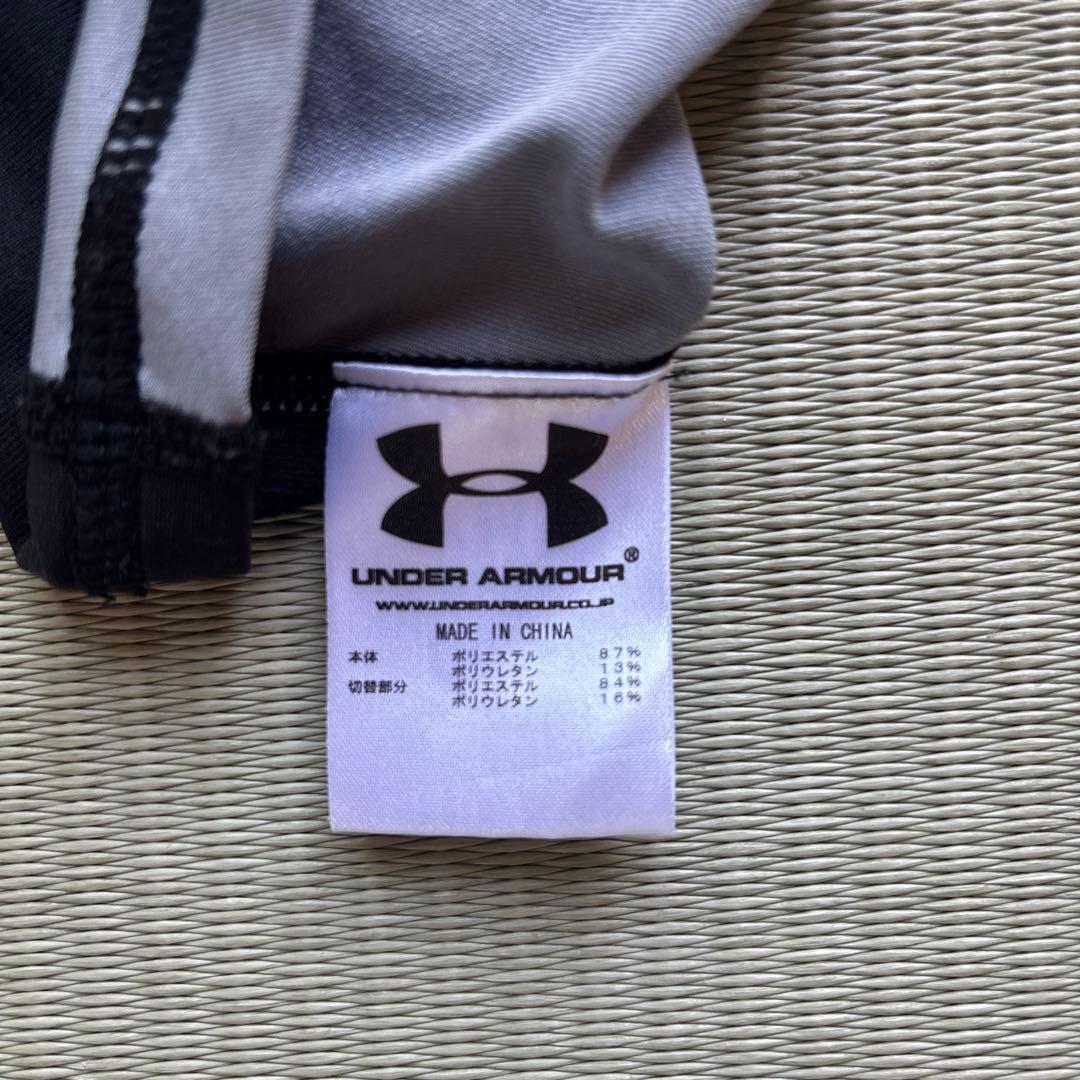 UNDER ARMOUR®
WWW.UNDERARMOUR.CO.JP
MADE IN CHINA
本体 ポリエステル 87%
ポリウレタン 13%
切替部分 ポリエステル 84%
ポリウレタン 16%